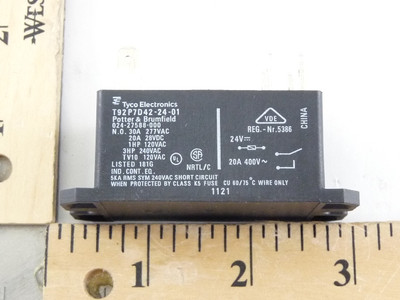 Tyco Electronics
T92P7D42-24-01
Potter & Brumfield
024-27588-000
N.O. 30A 277VAC
20A 28VDC
1HP 120VAC
3HP 240VAC
TV10 120VAC
LISTED 181G
IND. CONT. EQ.
5KA RMS SYM 240VAC SHORT CIRCUIT
WHEN PROTECTED BY CLASS K5 FUSE CU 60/75°C WIRE ONLY
1121
NRTL/C
VDE
REG.-Nr.5386
24V
20A 400V~
CHINA
1
2
3